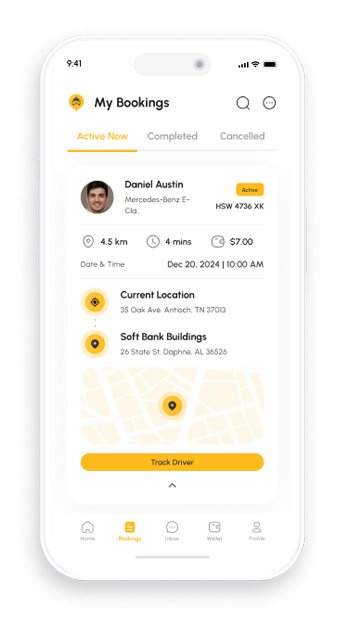 9:41
My Bookings
Active Now Completed Cancelled
Daniel Austin
Active
Mercedes-Benz E-
Cla..
HSW 4736 XK
4.5 km 4 mins $7.00
Date & Time Dec 20, 2024 | 10:00 AM
Current Location
35 Oak Ave. Antioch, TN 37013
Soft Bank Buildings
26 State St. Daphne, AL 36526
Track Driver
Home Bookings Inbox Wallet Profile